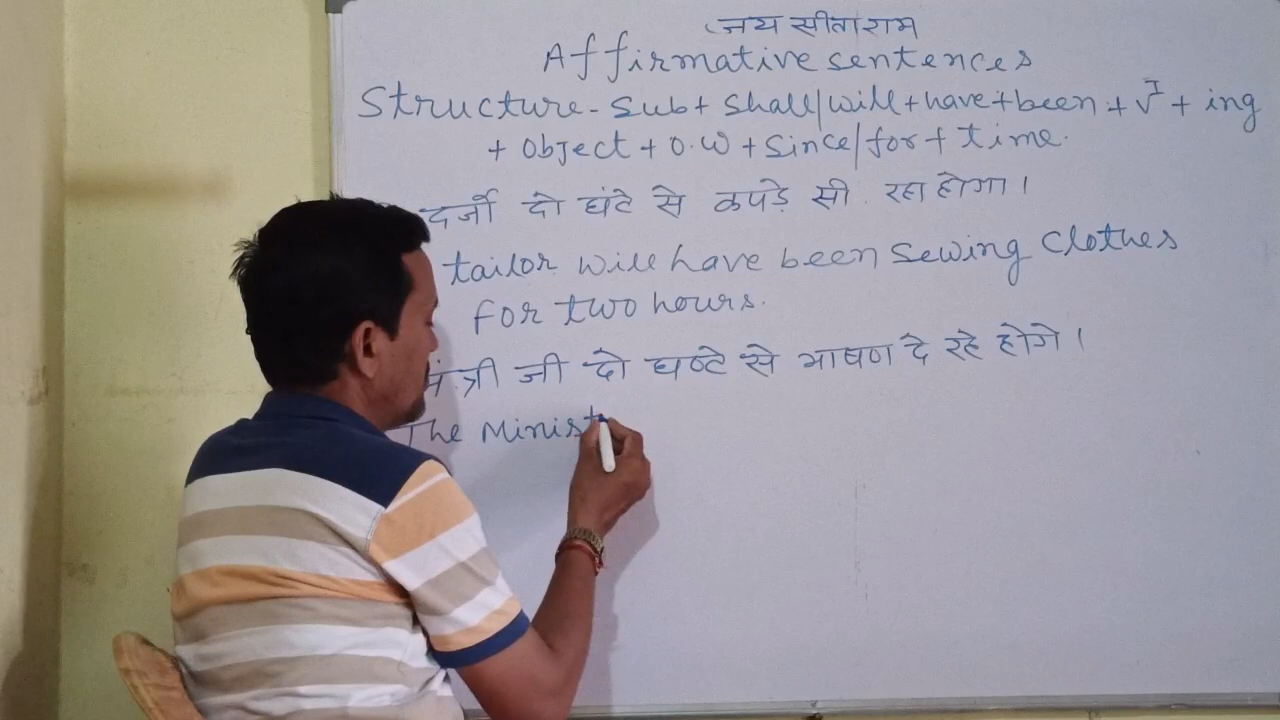 जय सीताराम
Affirmative sentences
Structure - Sub + Shall/will + have + been + V^I + ing
+ Object + O.W + Since/for + time.
दर्जी दो घंटे से कपड़े सी रहा होगा।
tailor will have been Sewing Clothes
For two hours.
मंत्री जी दो घण्टे से भाषण दे रहे होगे।
The Minist